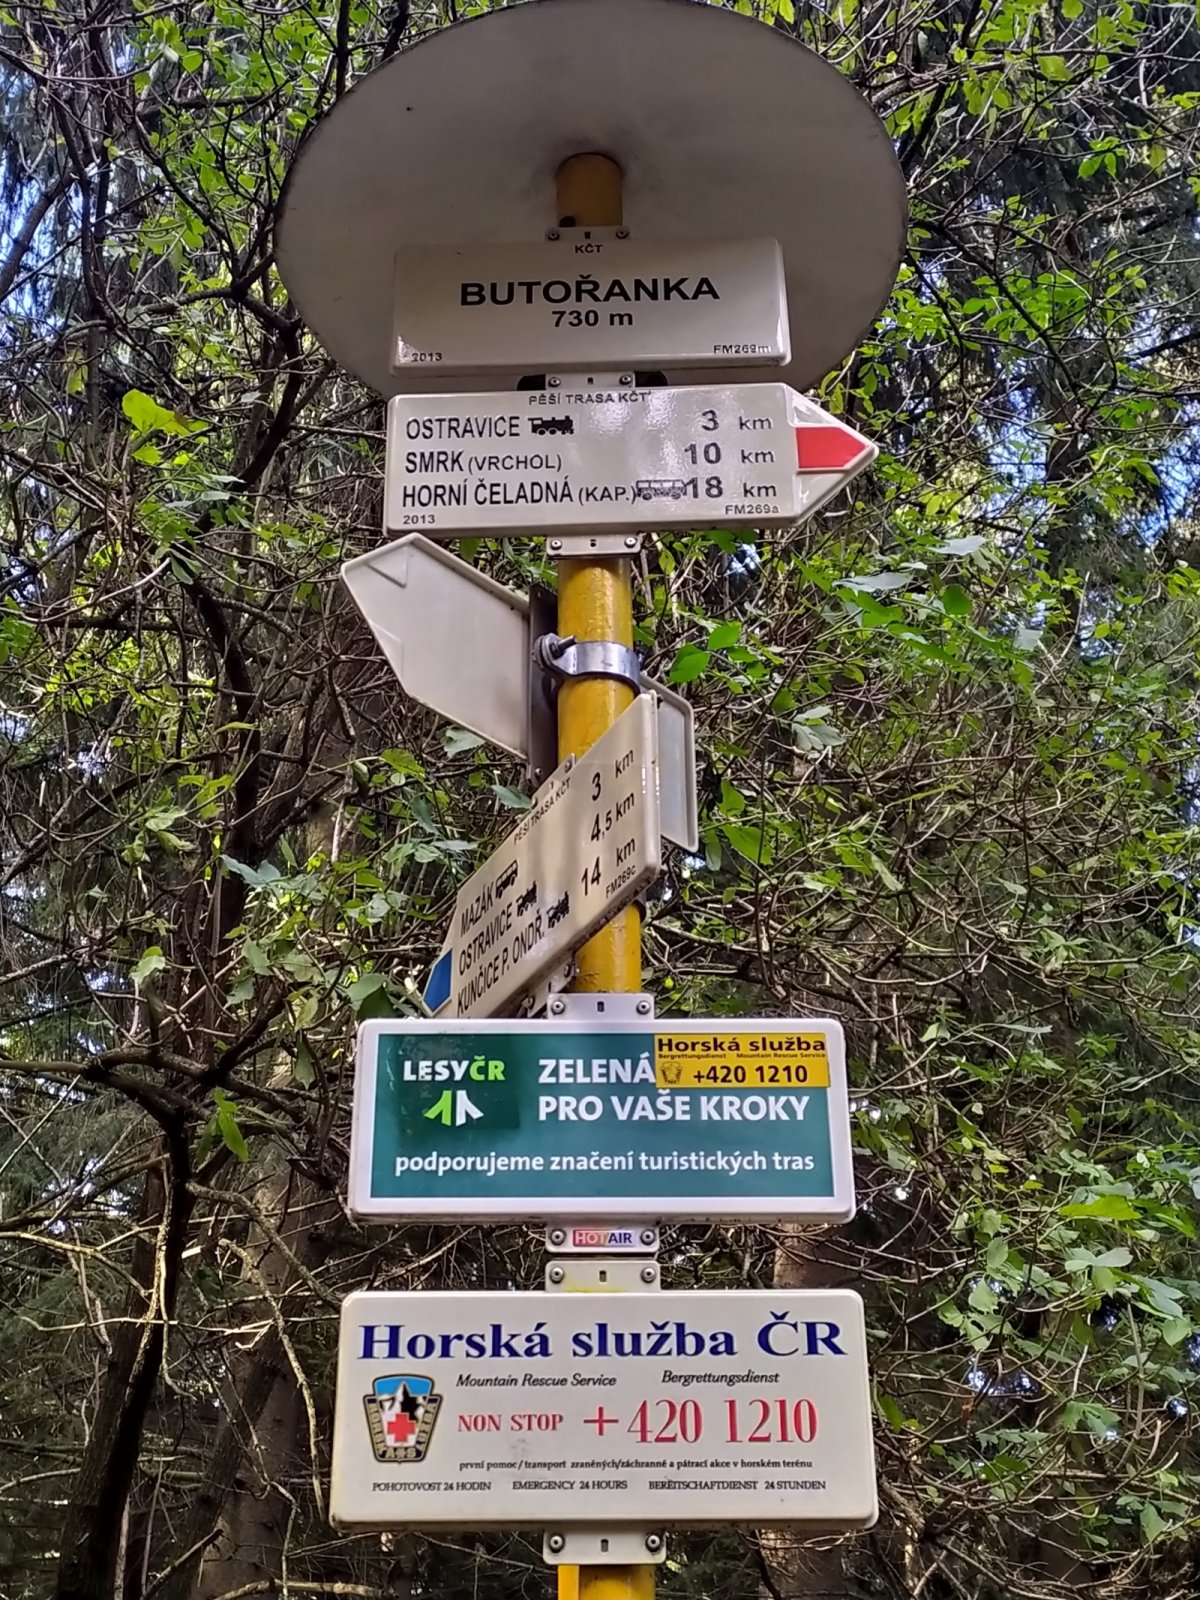 KČT
BUTOŘANKA
730 m
2013 FM269m
PĚŠÍ TRASA KČT
OSTRAVICE 3 km
SMRK (VRCHOL) 10 km
HORNÍ ČELADNÁ (KAP.) 18 km
2013 FM269a
PĚŠÍ TRASA KČT
MAZÁK 3 km
OSTRAVICE 4,5 km
KUNČICE P. ONDŘ. 14 km
FM269c
LESYČR
ZELENÁ
PRO VAŠE KROKY
podporujeme značení turistických tras
Horská služba
Bergrettungsdienst Mountain Rescue Service
+420 1210
HOTAIR
Horská služba ČR
Mountain Rescue Service Bergrettungsdienst
NON STOP +420 1210
první pomoc / transport zraněných/záchranné a pátrací akce v horském terénu
POHOTOVOST 24 HODIN EMERGENCY 24 HOURS BEREITSCHAFTDIENST 24 STUNDEN